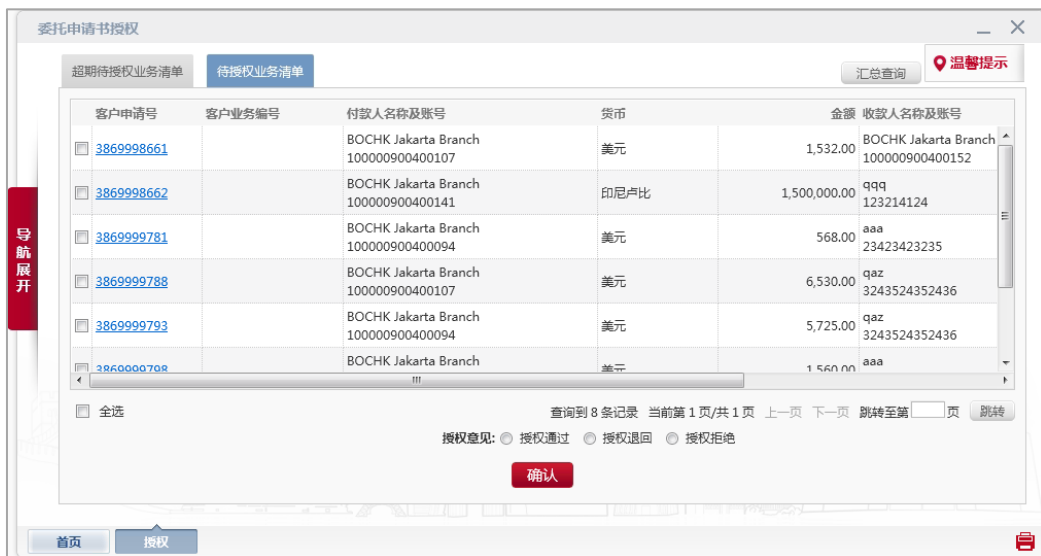 委托申请书授权
超期待授权业务清单 待授权业务清单 汇总查询 温馨提示
客户申请号 客户业务编号 付款人名称及账号 货币 金额 收款人名称及账号
3869998661 BOCHK Jakarta Branch 100000900400107 美元 1,532.00 BOCHK Jakarta Branch 100000900400152
3869998662 BOCHK Jakarta Branch 100000900400141 印尼卢比 1,500,000.00 qqq 123214124
3869999781 BOCHK Jakarta Branch 100000900400094 美元 568.00 aaa 23423423235
3869999788 BOCHK Jakarta Branch 100000900400107 美元 6,530.00 qaz 3243524352436
3869999793 BOCHK Jakarta Branch 100000900400094 美元 5,725.00 qaz 3243524352436
3869999798 BOCHK Jakarta Branch 美元 1,560.00 aaa
全选 查询到 8 条记录 当前第 1 页/共 1 页 上一页 下一页 跳转至第 页 跳转
授权意见: 授权通过 授权退回 授权拒绝
确认
导航展开
首页 授权